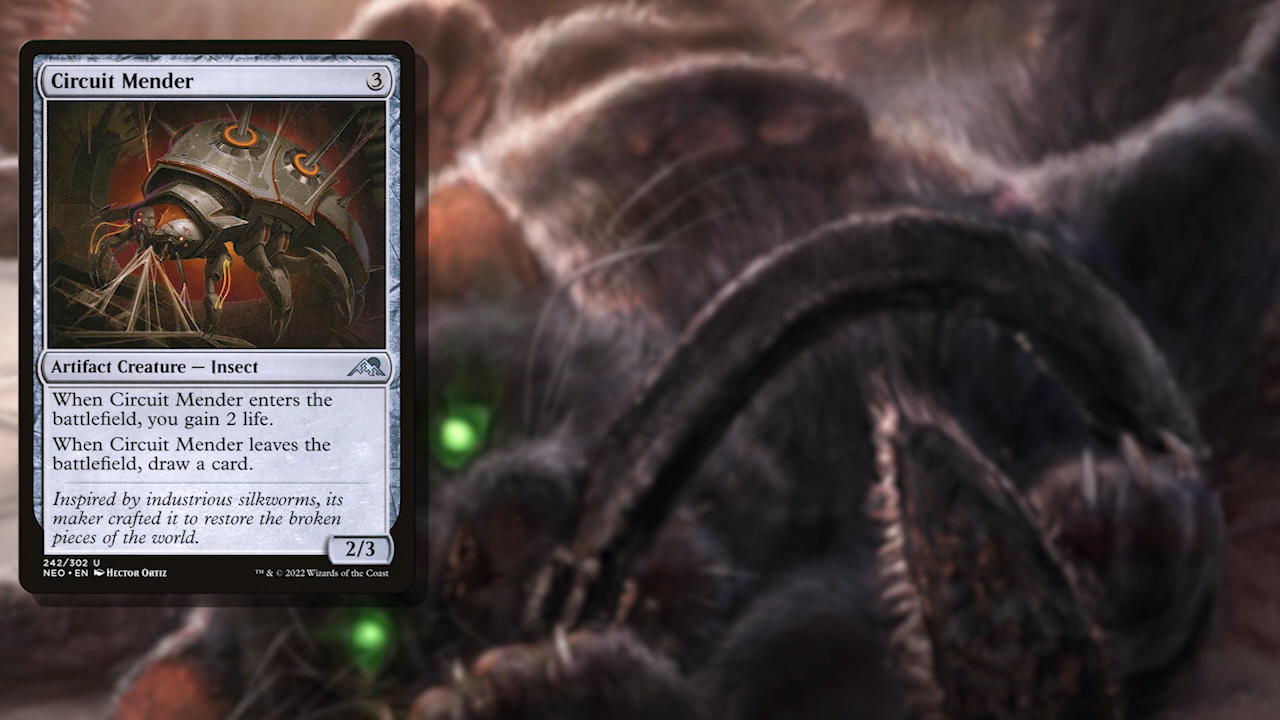 Circuit Mender 3
Artifact Creature — Insect
When Circuit Mender enters the
battlefield, you gain 2 life.
When Circuit Mender leaves the
battlefield, draw a card.
Inspired by industrious silkworms, its
maker crafted it to restore the broken
pieces of the world.
2/3
242/302 U
NEO • EN Hector Ortiz
™ & © 2022 Wizards of the Coast